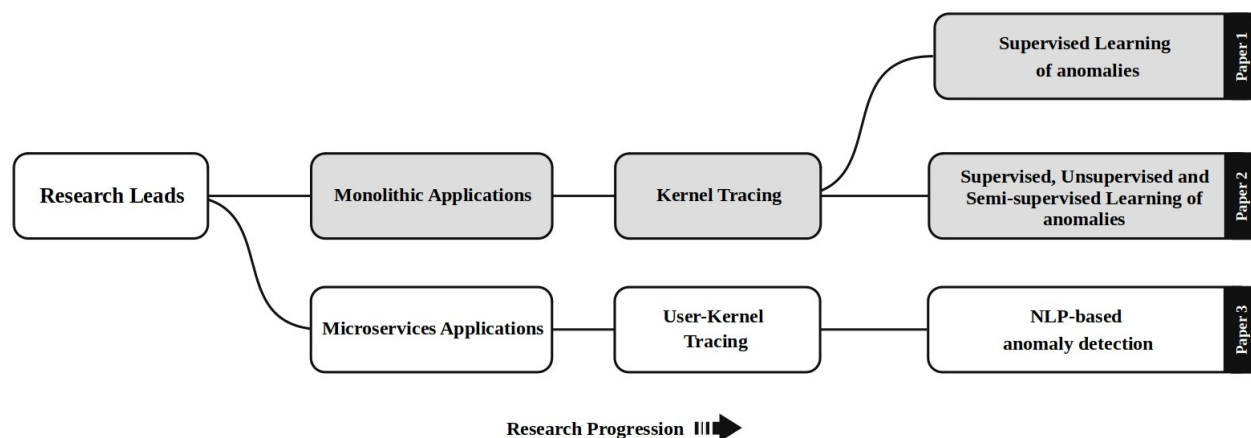 Supervised Learning
of anomalies
Paper 1
Research Leads
Monolithic Applications
Kernel Tracing
Supervised, Unsupervised and
Semi-supervised Learning of
anomalies
Paper 2
Microservices Applications
User-Kernel
Tracing
NLP-based
anomaly detection
Paper 3
Research Progression